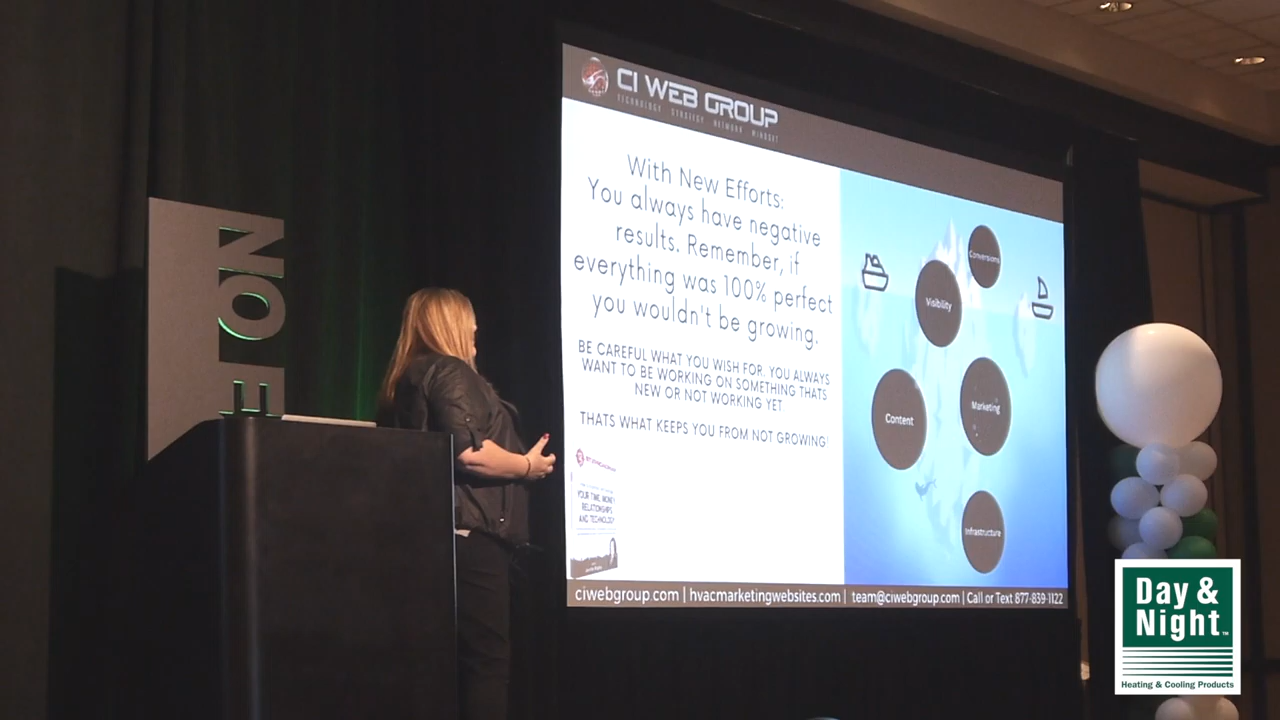 CI WEB GROUP
TECHNOLOGY STRATEGY NETWORK MINDSET
With New Efforts:
You always have negative
results. Remember, if
everything was 100% perfect
you wouldn't be growing.
BE CAREFUL WHAT YOU WISH FOR. YOU ALWAYS
WANT TO BE WORKING ON SOMETHING THATS
NEW OR NOT WORKING YET
THATS WHAT KEEPS YOU FROM NOT GROWING!
YOUR TIME, MONEY
RELATIONSHIPS
AND TECHNOLOGY
Conversions
Visibility
Content
Marketing
Infrastructure
ciwebgroup.com | hvacmarketingwebsites.com | team@ciwebgroup.com | Call or Text 877-839-1122
Day &
Night™
Heating & Cooling Products